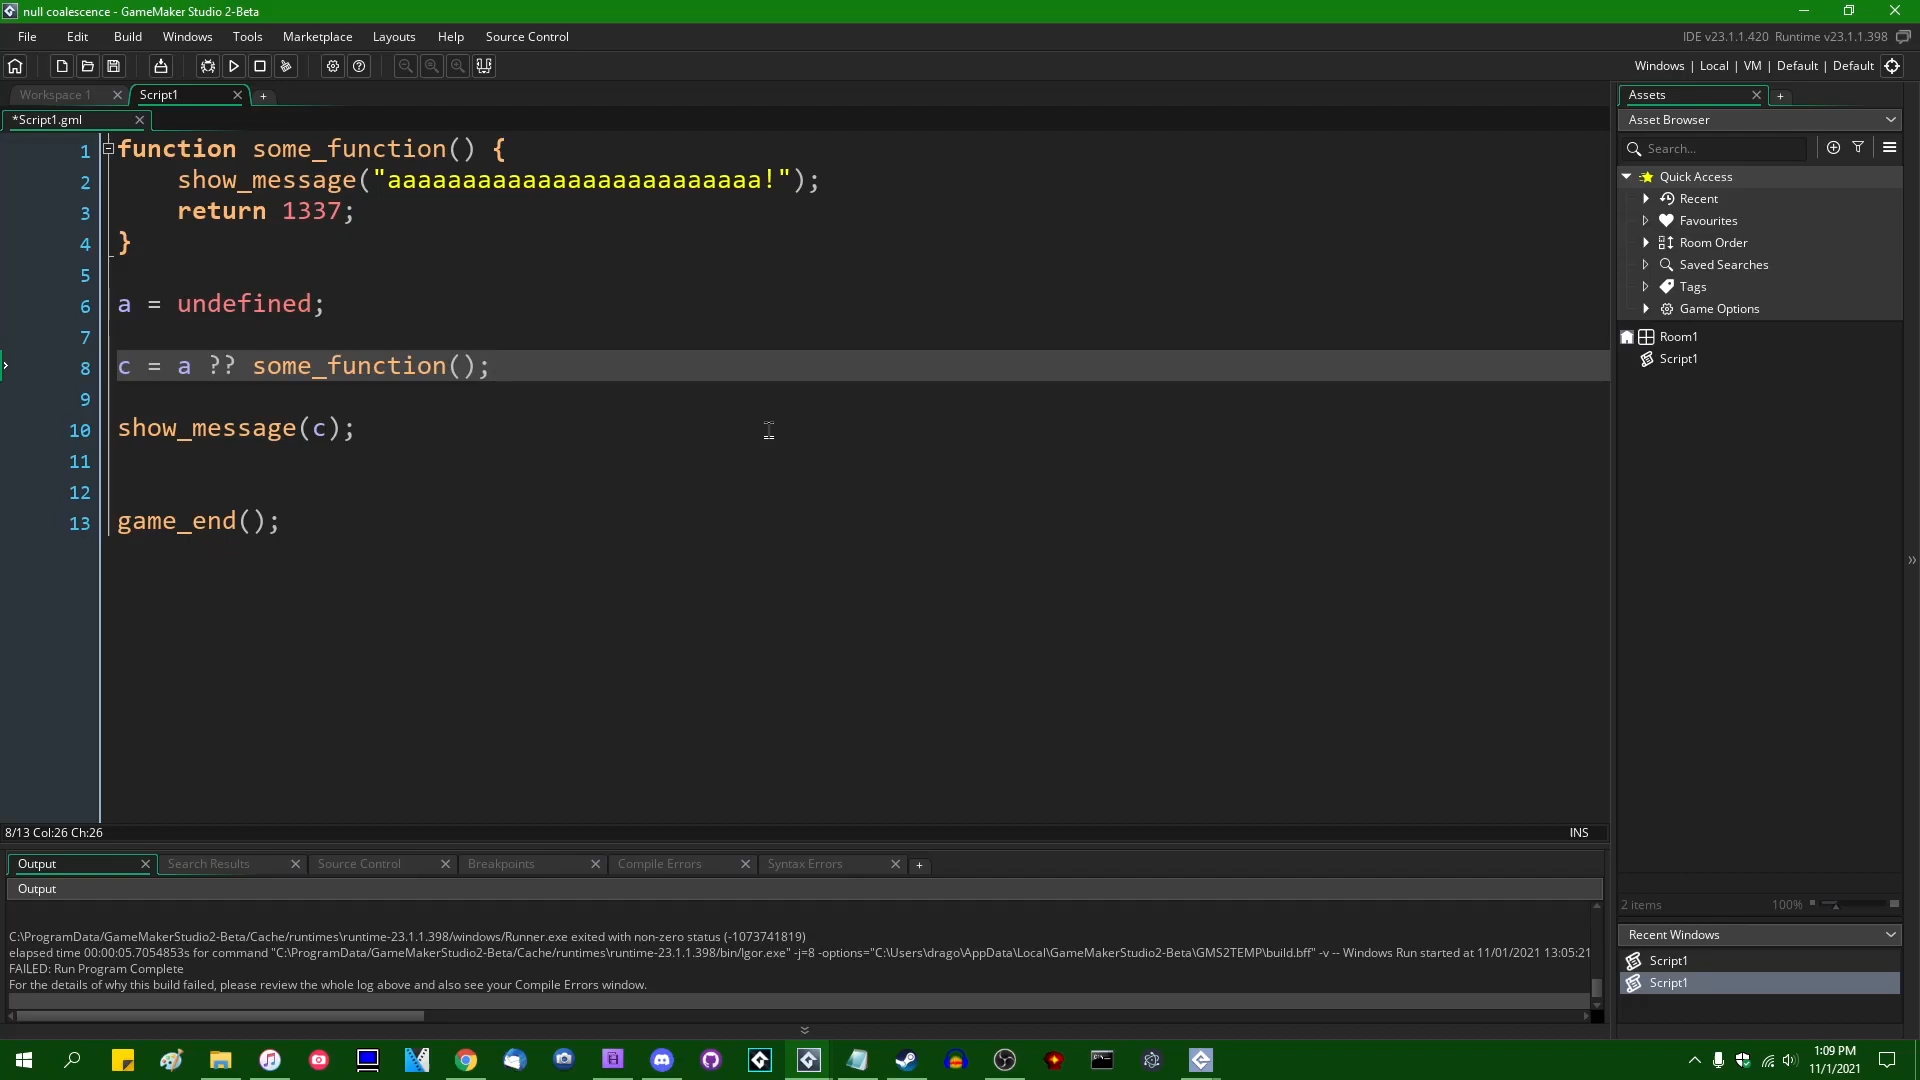 null coalescence - GameMaker Studio 2-Beta
File Edit Build Windows Tools Marketplace Layouts Help Source Control
IDE v23.1.1.420 Runtime v23.1.1.398
Windows | Local | VM | Default | Default
Workspace 1
Script1
*Script1.gml
1 function some_function() {
2 show_message("aaaaaaaaaaaaaaaaaaaaaaaaa!");
3 return 1337;
4 }
5
6 a = undefined;
7
8 c = a ?? some_function();
9
10 show_message(c);
11
12
13 game_end();
8/13 Col:26 Ch:26
INS
Output
Search Results
Source Control
Breakpoints
Compile Errors
Syntax Errors
Output
C:\ProgramData/GameMakerStudio2-Beta/Cache/runtimes\runtime-23.1.1.398/windows/Runner.exe exited with non-zero status (-1073741819)
elapsed time 00:00:05.7054853s for command "C:\ProgramData/GameMakerStudio2-Beta/Cache/runtimes\runtime-23.1.1.398/bin/Igor.exe" -j=8 -options="C:\Users\drago\AppData\Local\GameMakerStudio2-Beta\GMS2TEMP\build.bff" -v -- Windows Run started at 11/01/2021 13:05:21
FAILED: Run Program Complete
For the details of why this build failed, please review the whole log above and also see your Compile Errors window.
Assets
Asset Browser
Search...
Quick Access
Recent
Favourites
Room Order
Saved Searches
Tags
Game Options
Room1
Script1
2 items
100%
Recent Windows
Script1
Script1
1:09 PM
11/1/2021